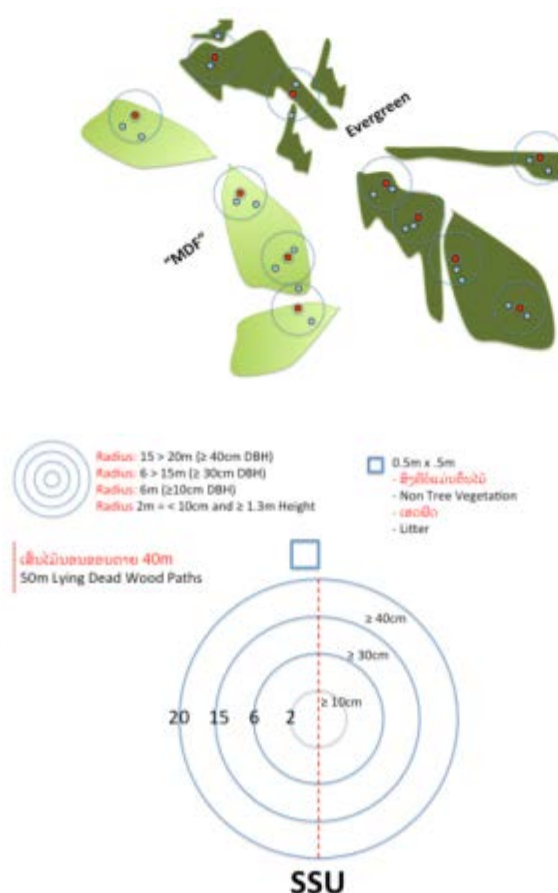 Evergreen
"MDF"
Radius: 15 > 20m (≥ 40cm DBH)
Radius: 6 > 15m (≥ 30cm DBH)
Radius: 6m (≥10cm DBH)
Radius 2m = < 10cm and ≥ 1.3m Height
0.5m x .5m
- Non Tree Vegetation
- Litter
40m
50m Lying Dead Wood Paths
≥ 40cm
≥ 30cm
≥ 10cm
20 15 6 2
SSU